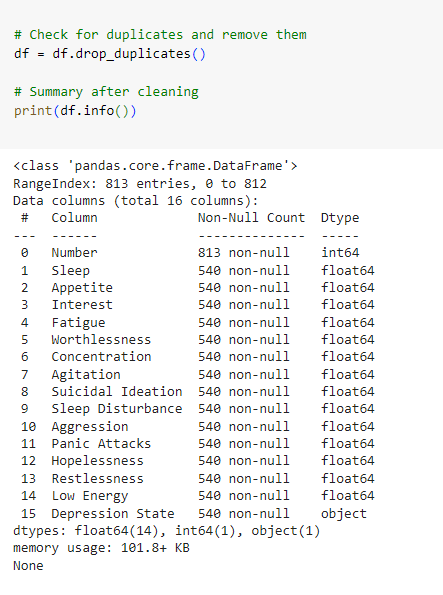 # Check for duplicates and remove them
df = df.drop_duplicates()
# Summary after cleaning
print(df.info())
<class 'pandas.core.frame.DataFrame'>
RangeIndex: 813 entries, 0 to 812
Data columns (total 16 columns):
 #   Column             Non-Null Count  Dtype
---  ------             --------------  -----
 0   Number             813 non-null    int64
 1   Sleep              540 non-null    float64
 2   Appetite           540 non-null    float64
 3   Interest           540 non-null    float64
 4   Fatigue            540 non-null    float64
 5   Worthlessness      540 non-null    float64
 6   Concentration      540 non-null    float64
 7   Agitation          540 non-null    float64
 8   Suicidal Ideation  540 non-null    float64
 9   Sleep Disturbance  540 non-null    float64
 10  Aggression         540 non-null    float64
 11  Panic Attacks      540 non-null    float64
 12  Hopelessness       540 non-null    float64
 13  Restlessness       540 non-null    float64
 14  Low Energy         540 non-null    float64
 15  Depression State   540 non-null    object
dtypes: float64(14), int64(1), object(1)
memory usage: 101.8+ KB
None